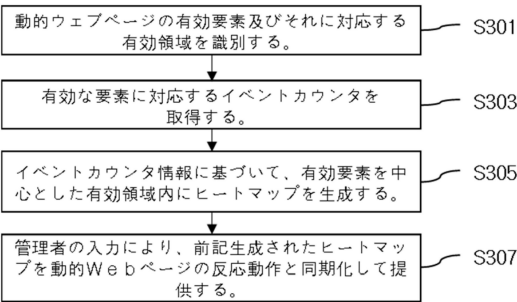 動的ウェブページの有効要素及びそれに対応する
有効領域を識別する。
S301
有効な要素に対応するイベントカウンタを
取得する。
S303
イベントカウンタ情報に基づいて、有効要素を中
心とした有効領域内にヒートマップを生成する。
S305
管理者の入力により、前記生成されたヒートマッ
プを動的Ｗｅｂページの反応動作と同期化して提
供する。
S307